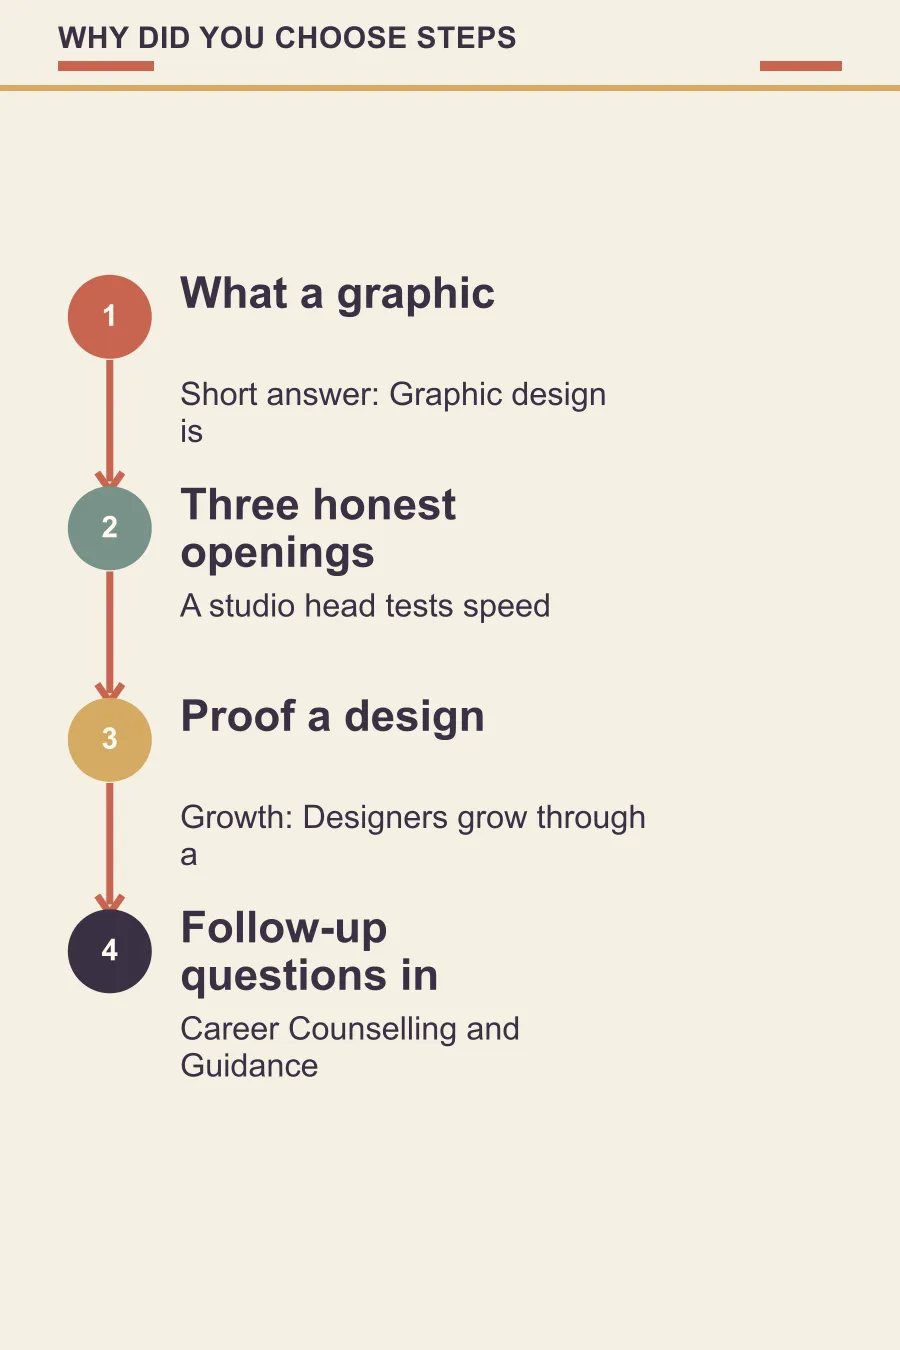 WHY DID YOU CHOOSE STEPS
1
What a graphic
Short answer: Graphic design
is
2
Three honest
openings
A studio head tests speed
3
Proof a design
Growth: Designers grow through
a
4
Follow-up
questions in
Career Counselling and
Guidance